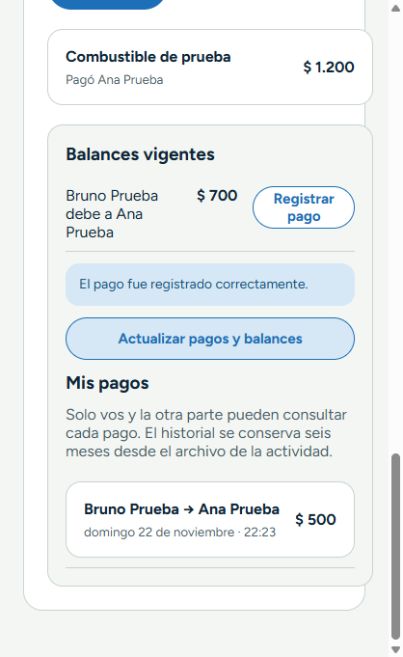 Combustible de prueba
$ 1.200
Pagó Ana Prueba
Balances vigentes
Bruno Prueba
debe a Ana
Prueba
$ 700
Registrar
pago
El pago fue registrado correctamente.
Actualizar pagos y balances
Mis pagos
Solo vos y la otra parte pueden consultar
cada pago. El historial se conserva seis
meses desde el archivo de la actividad.
Bruno Prueba → Ana Prueba
$ 500
domingo 22 de noviembre · 22:23